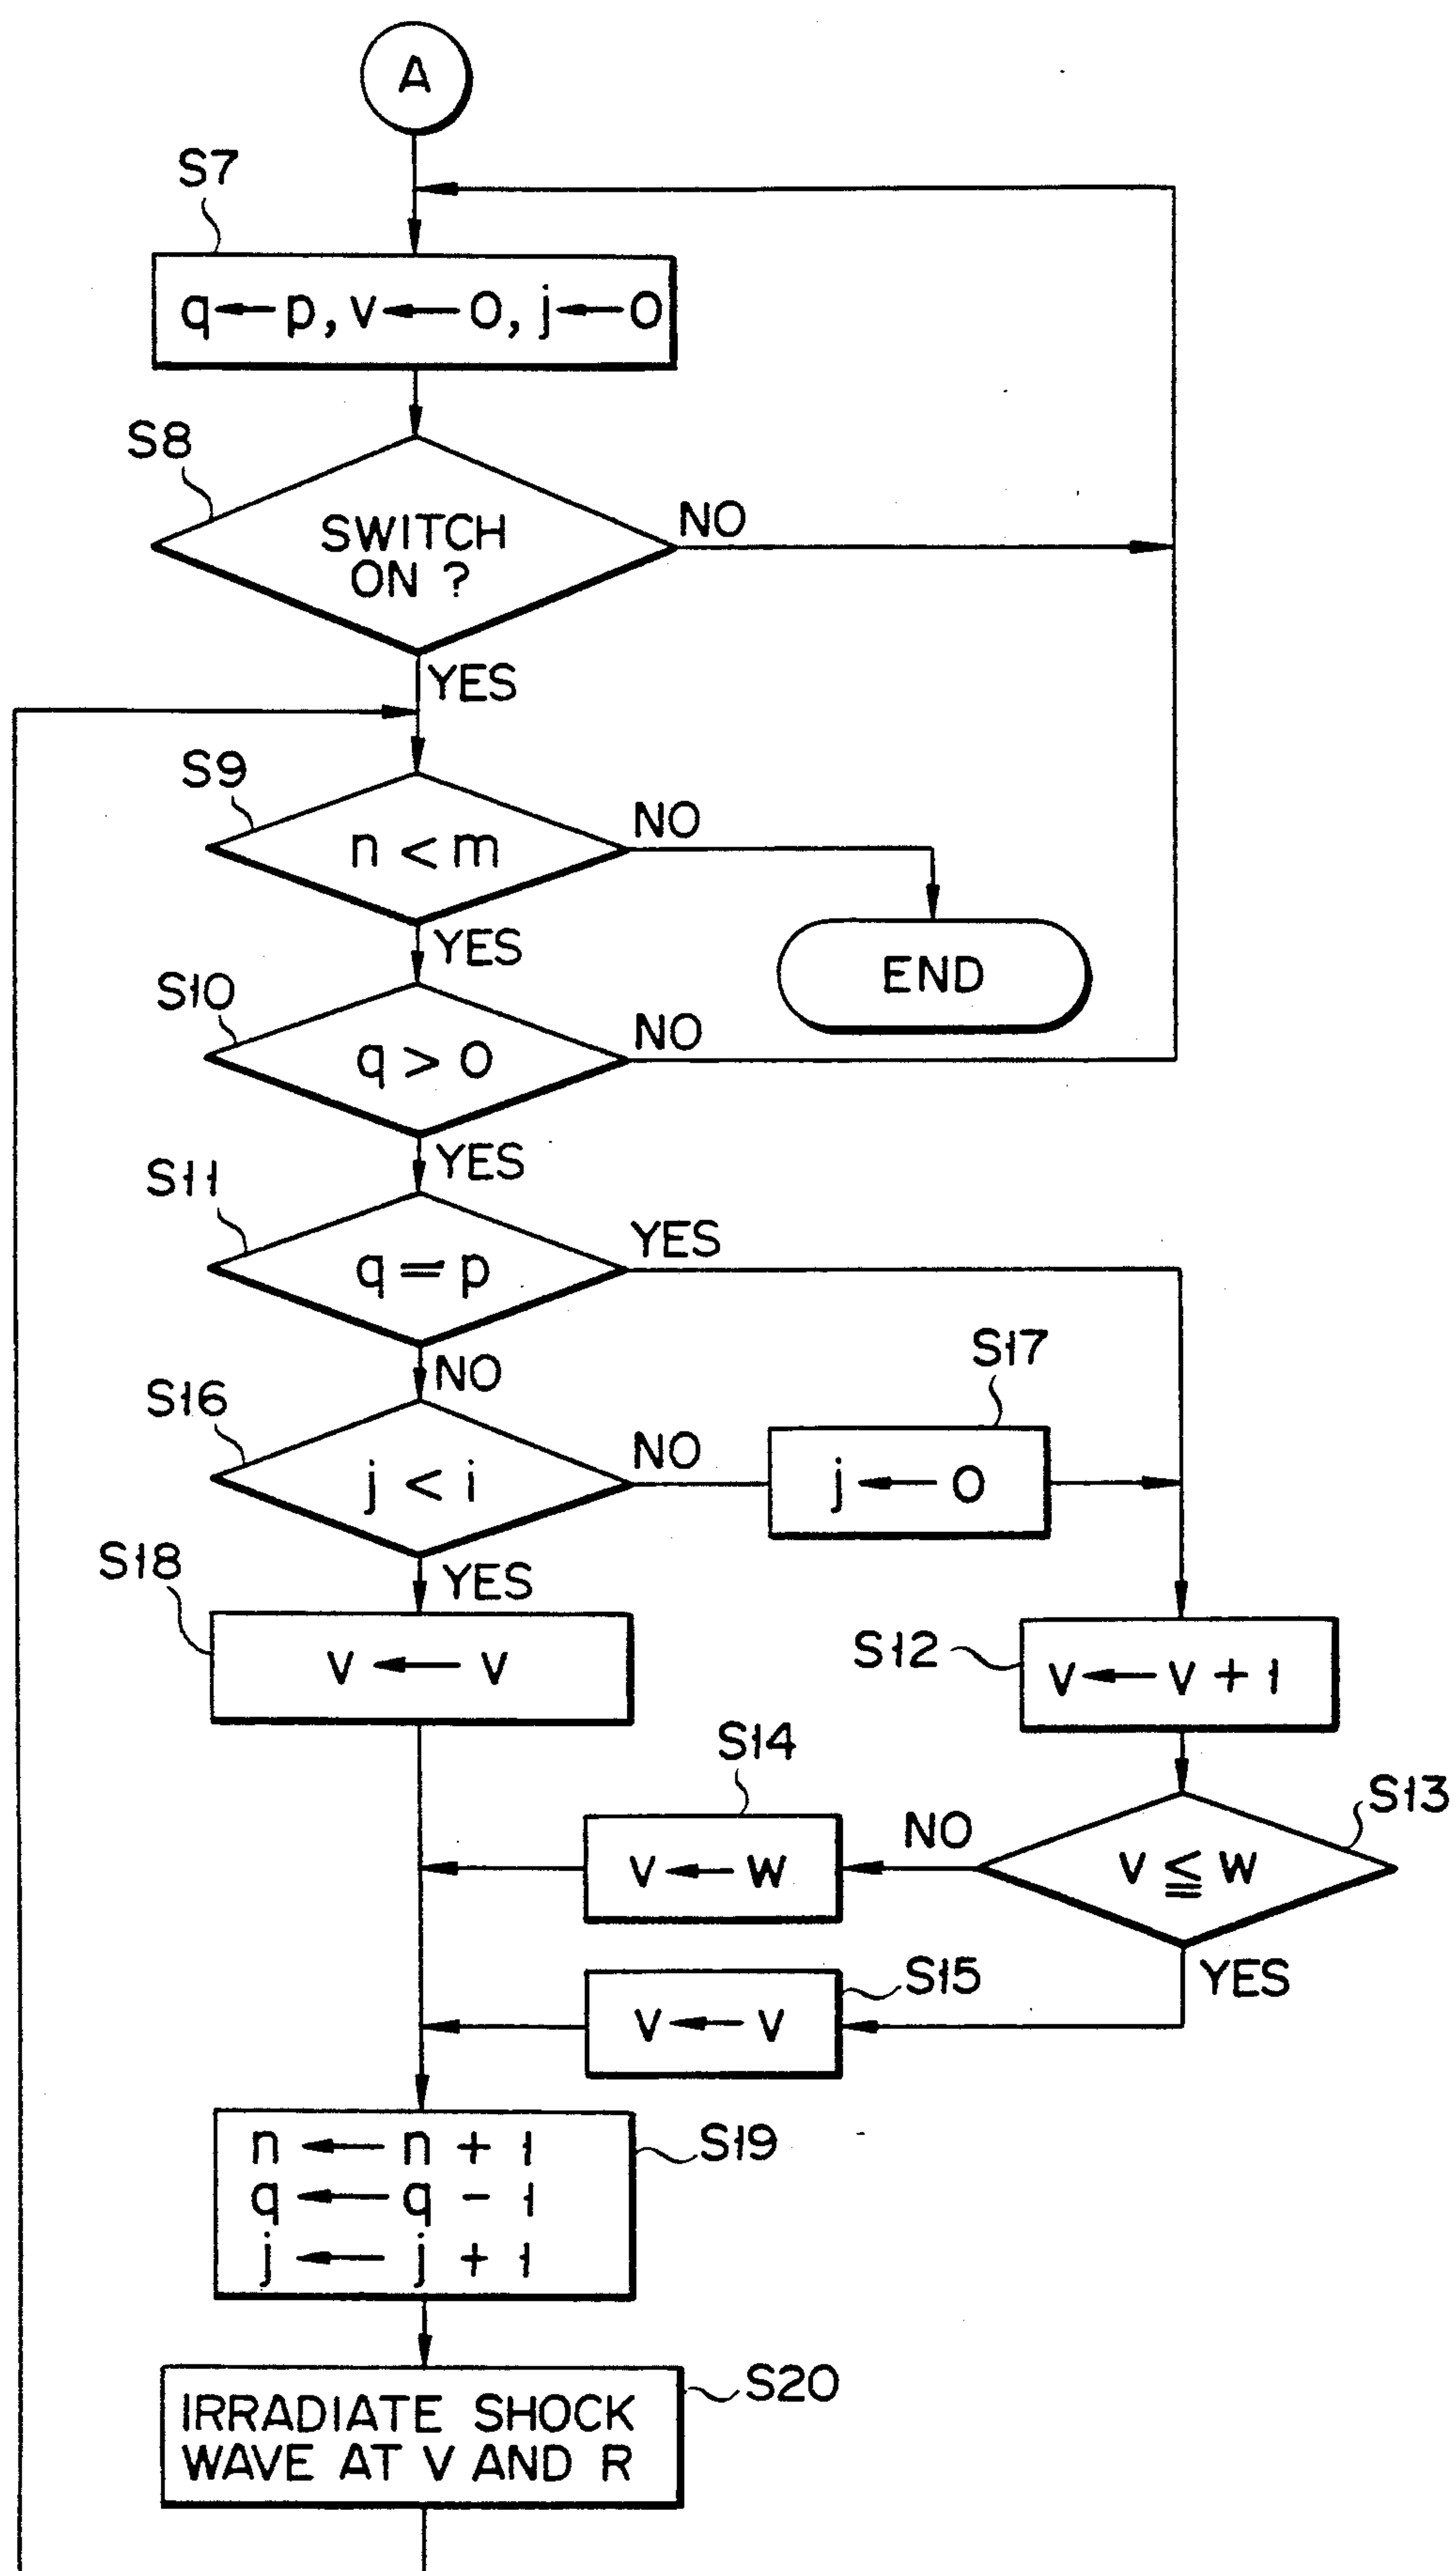 A
S7
q ← p, v ← 0, j ← 0
S8
SWITCH
ON ?
NO
YES
S9
n < m
NO
YES
END
S10
q > 0
NO
YES
S11
q = p
YES
NO
S16
j < i
NO
S17
j ← 0
YES
S18
v ← v
S12
v ← v + 1
S14
v ← w
NO
S13
v ≦ w
YES
S15
v ← v
S19
n ← n + 1
q ← q - 1
j ← j + 1
S20
IRRADIATE SHOCK
WAVE AT V AND R